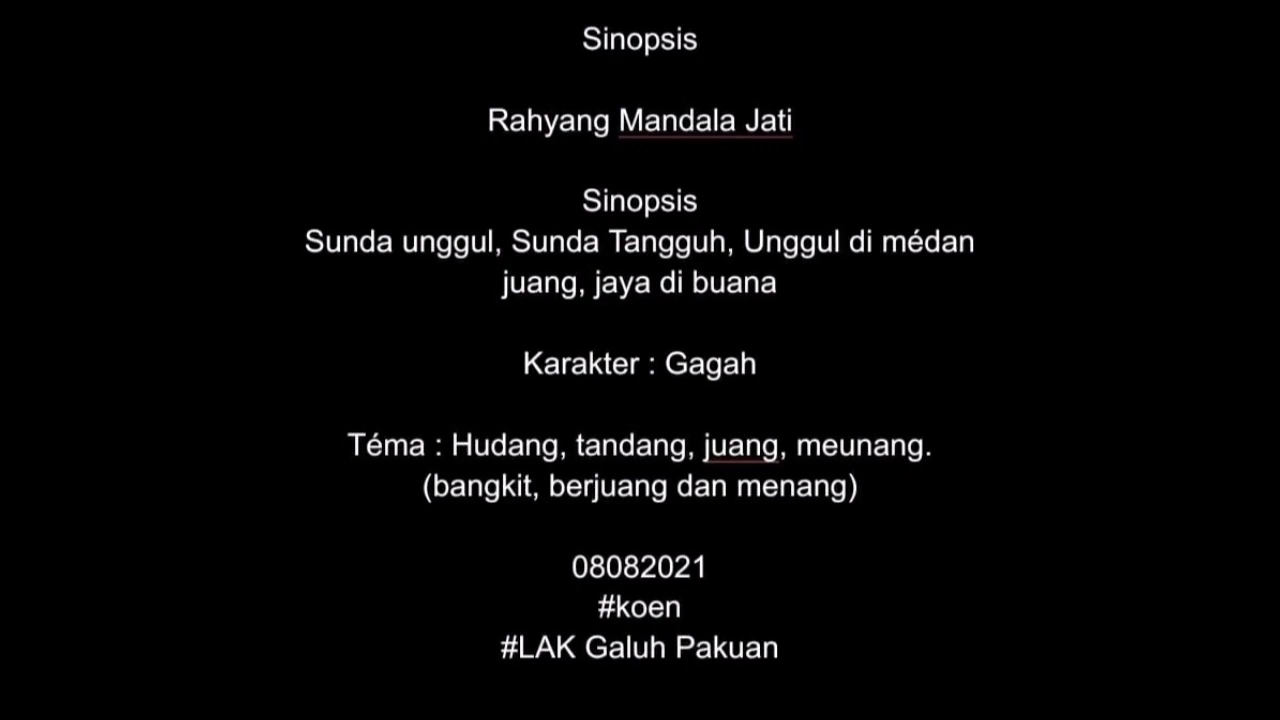 Sinopsis
Rahyang Mandala Jati
Sinopsis
Sunda unggul, Sunda Tangguh, Unggul di médan
juang, jaya di buana
Karakter : Gagah
Téma : Hudang, tandang, juang, meunang.
(bangkit, berjuang dan menang)
08082021
#koen
#LAK Galuh Pakuan